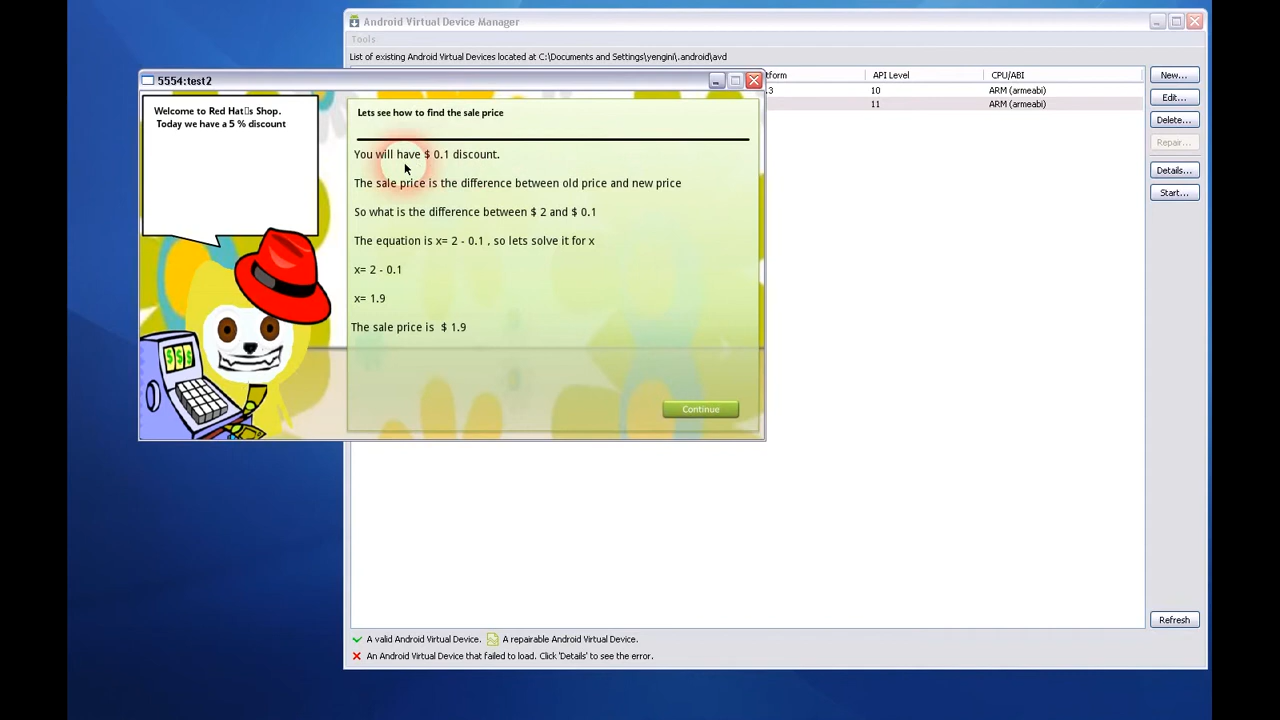 Android Virtual Device Manager
Tools
List of existing Android Virtual Devices located at C:\Documents and Settings\yengini\.android\avd
tform API Level CPU/ABI
.3 10 ARM (armeabi)
11 ARM (armeabi)
New...
Edit...
Delete...
Repair...
Details...
Start...
Refresh
5554:test2
Welcome to Red Hat▯s Shop.
Today we have a 5 % discount
$$$
Lets see how to find the sale price
You will have $ 0.1 discount.
The sale price is the difference between old price and new price
So what is the difference between $ 2 and $ 0.1
The equation is x= 2 - 0.1 , so lets solve it for x
x= 2 - 0.1
x= 1.9
The sale price is $ 1.9
Continue
A valid Android Virtual Device. A repairable Android Virtual Device.
An Android Virtual Device that failed to load. Click 'Details' to see the error.